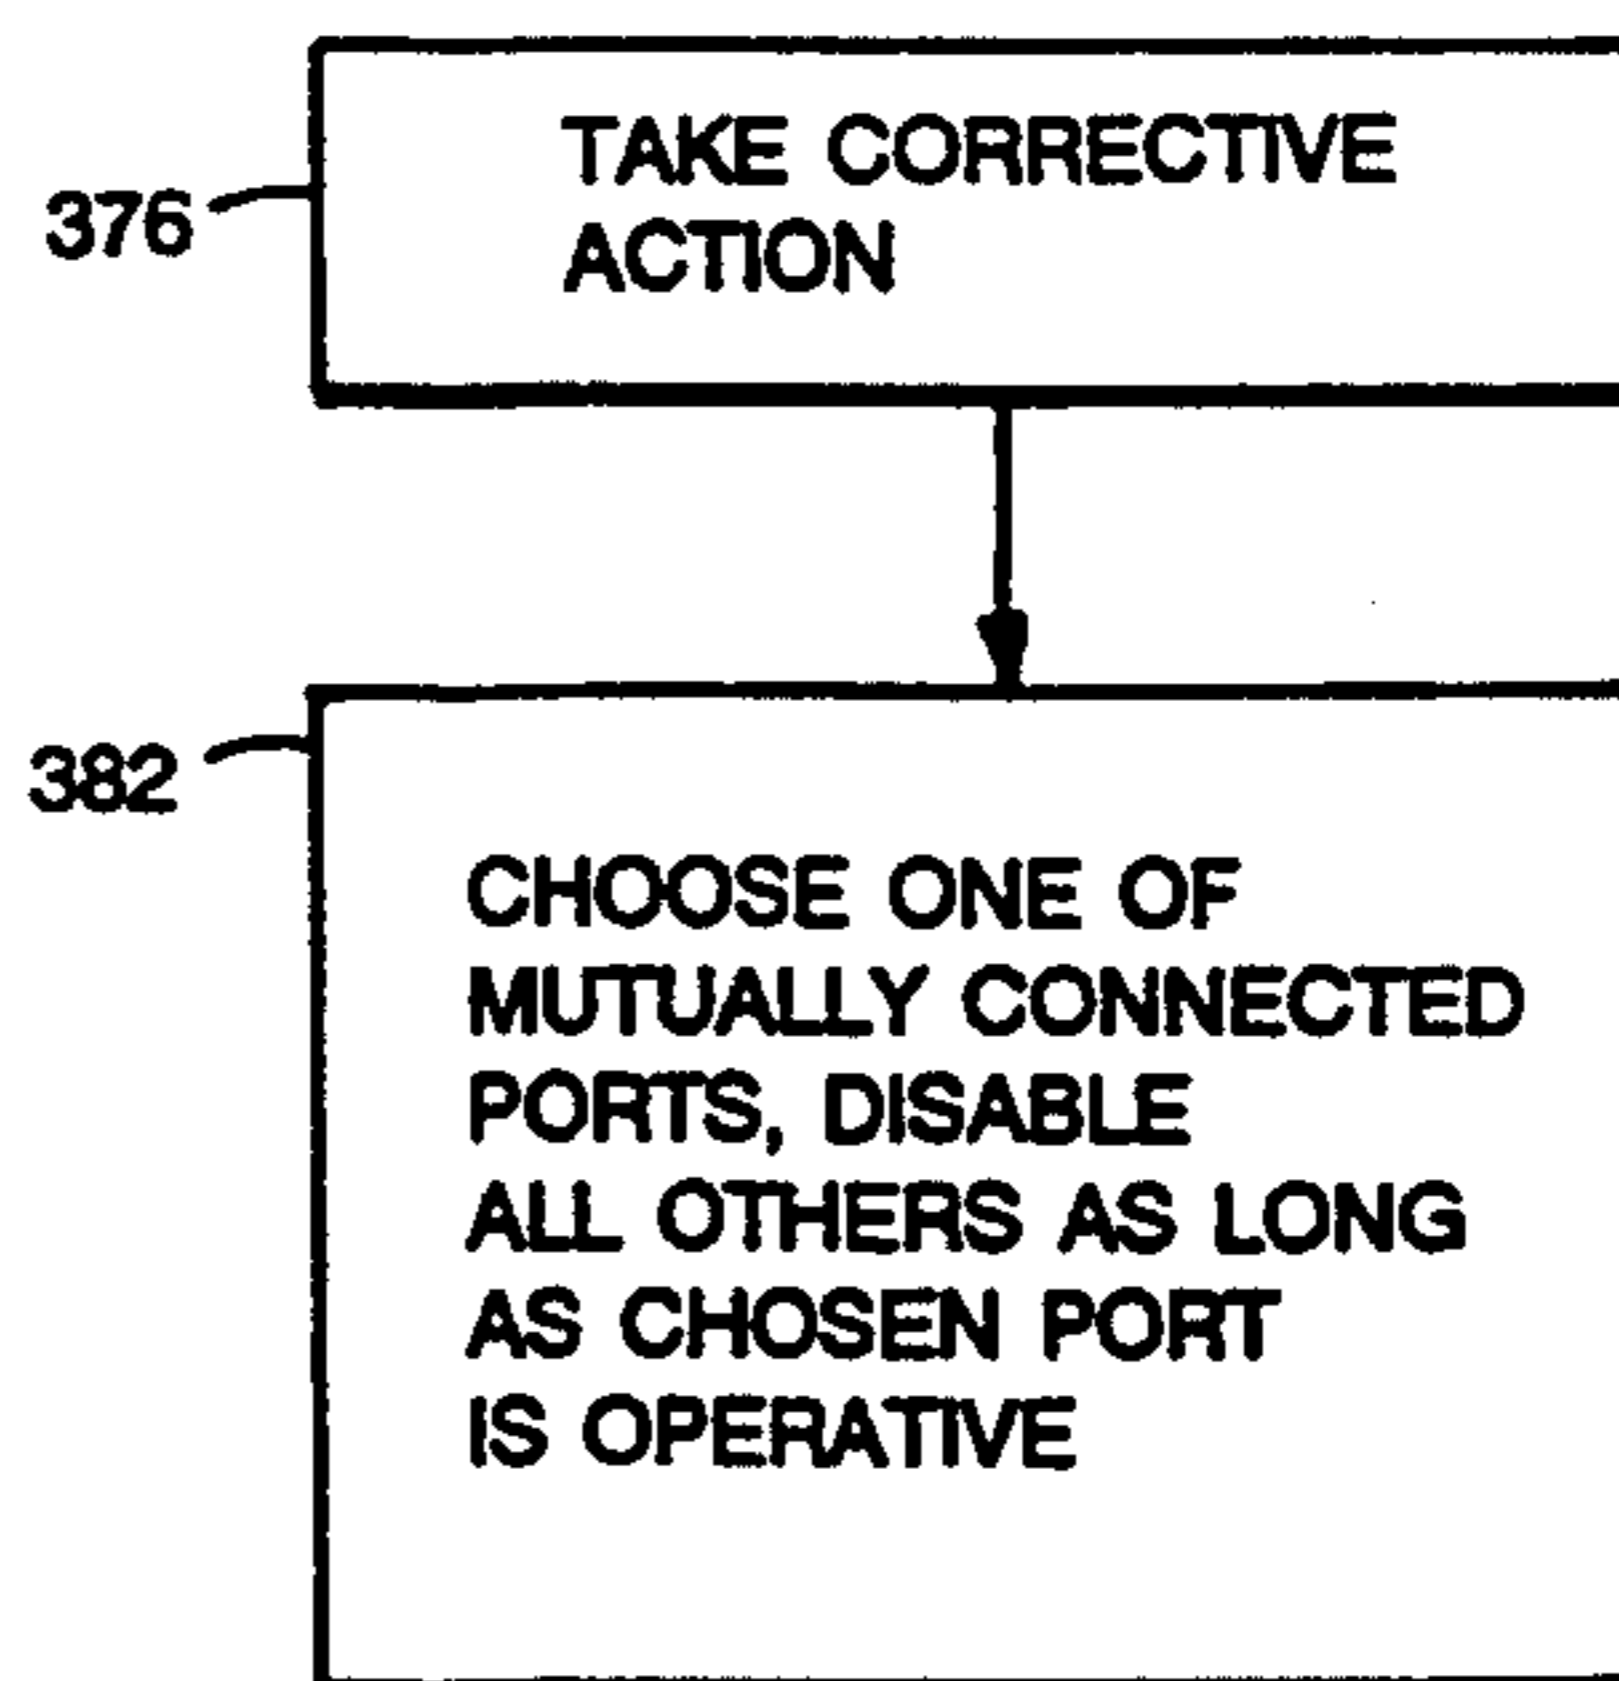 TAKE CORRECTIVE
ACTION
376
382
CHOOSE ONE OF
MUTUALLY CONNECTED
PORTS, DISABLE
ALL OTHERS AS LONG
AS CHOSEN PORT
IS OPERATIVE